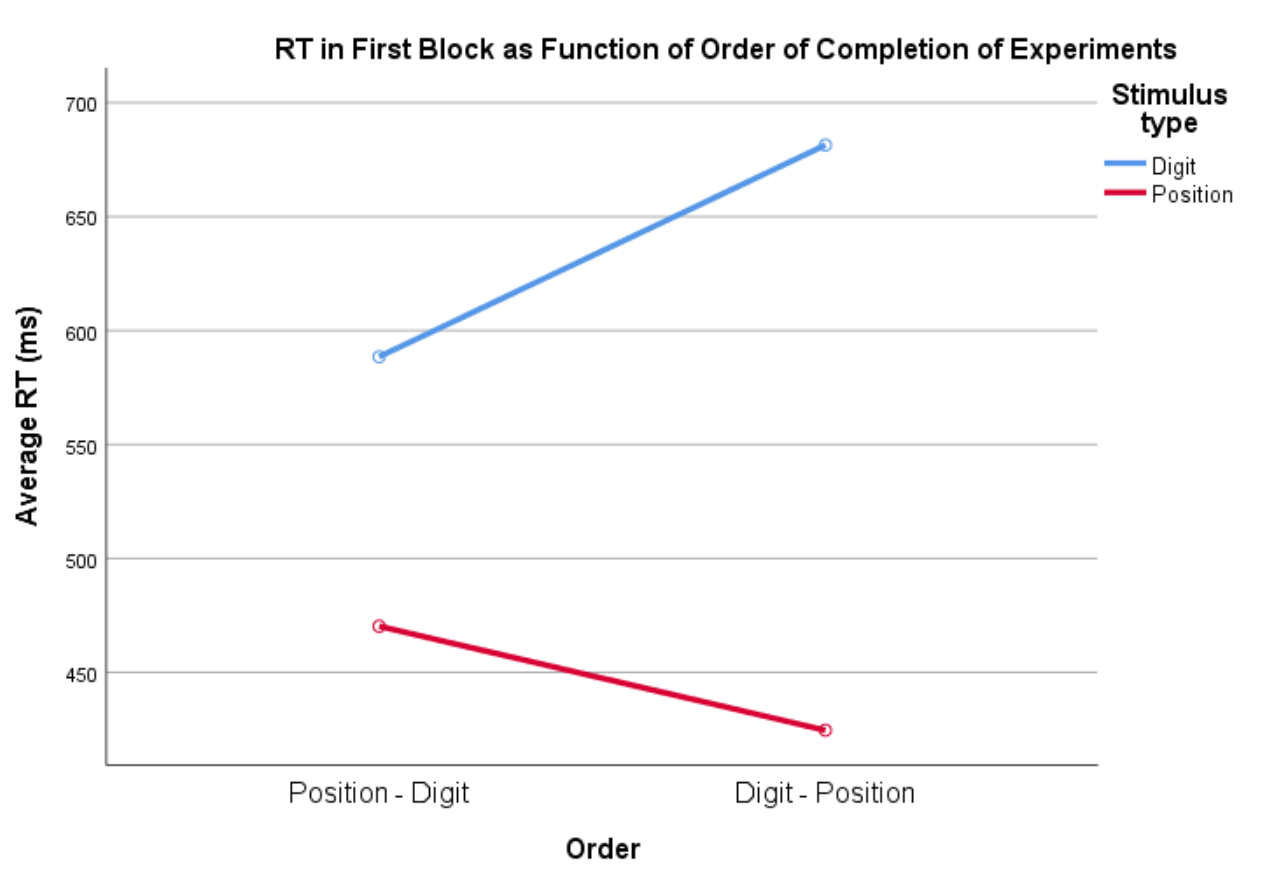 RT in First Block as Function of Order of Completion of Experiments
Stimulus
type
Digit
Position
700
650
600
550
500
450
Average RT (ms)
Position - Digit
Digit - Position
Order